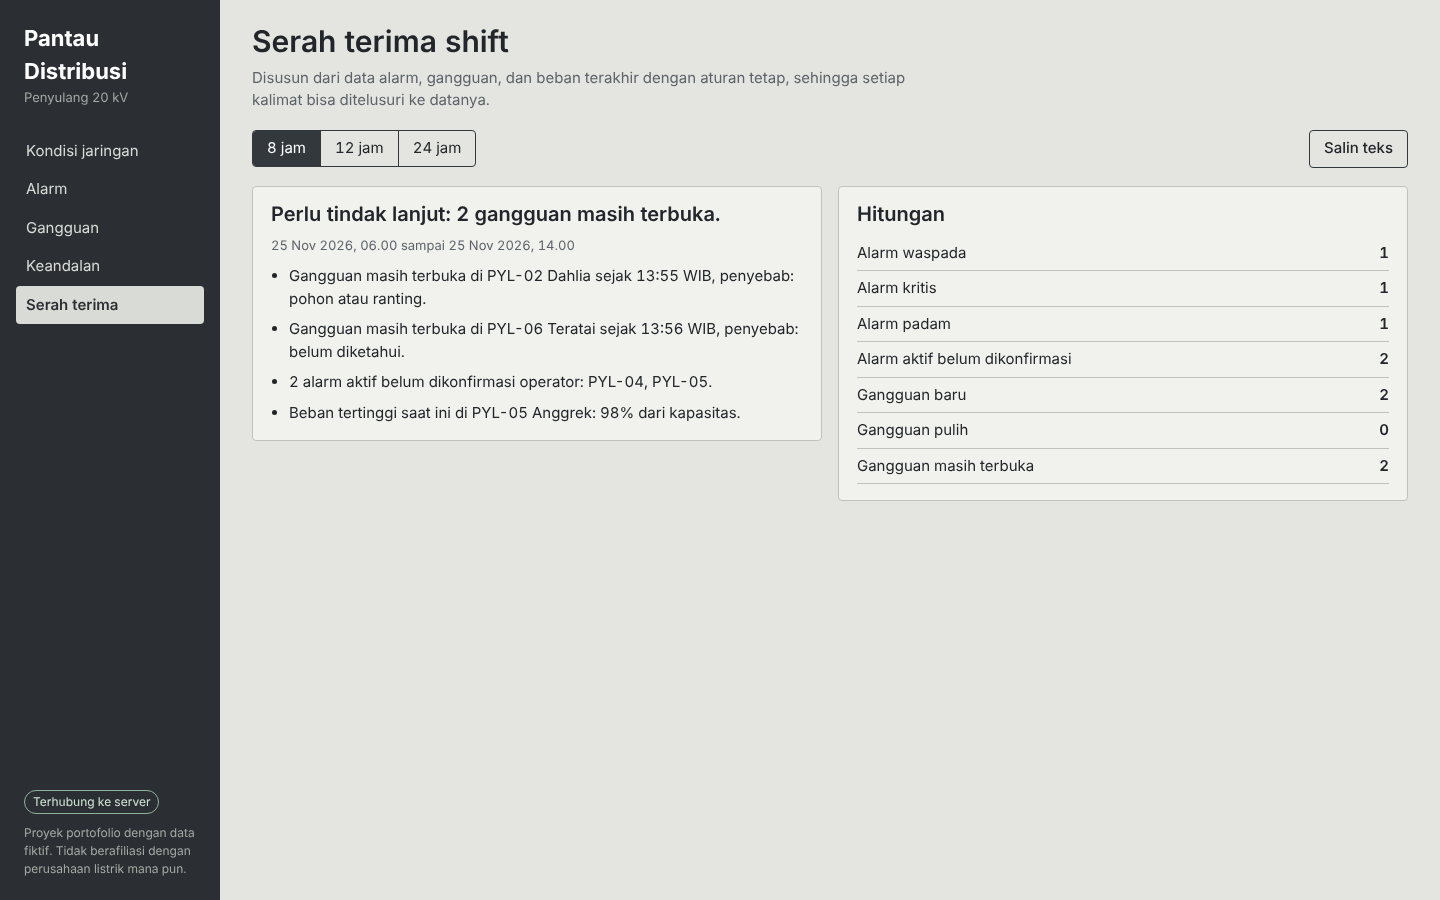 Pantau
Distribusi
Penyulang 20 kV
Kondisi jaringan
Alarm
Gangguan
Keandalan
Serah terima
Terhubung ke server
Proyek portofolio dengan data
fiktif. Tidak berafiliasi dengan
perusahaan listrik mana pun.
Serah terima shift
Disusun dari data alarm, gangguan, dan beban terakhir dengan aturan tetap, sehingga setiap
kalimat bisa ditelusuri ke datanya.
8 jam 12 jam 24 jam
Salin teks
Perlu tindak lanjut: 2 gangguan masih terbuka.
25 Nov 2026, 06.00 sampai 25 Nov 2026, 14.00
• Gangguan masih terbuka di PYL-02 Dahlia sejak 13:55 WIB, penyebab:
pohon atau ranting.
• Gangguan masih terbuka di PYL-06 Teratai sejak 13:56 WIB, penyebab:
belum diketahui.
• 2 alarm aktif belum dikonfirmasi operator: PYL-04, PYL-05.
• Beban tertinggi saat ini di PYL-05 Anggrek: 98% dari kapasitas.
Hitungan
Alarm waspada 1
Alarm kritis 1
Alarm padam 1
Alarm aktif belum dikonfirmasi 2
Gangguan baru 2
Gangguan pulih 0
Gangguan masih terbuka 2